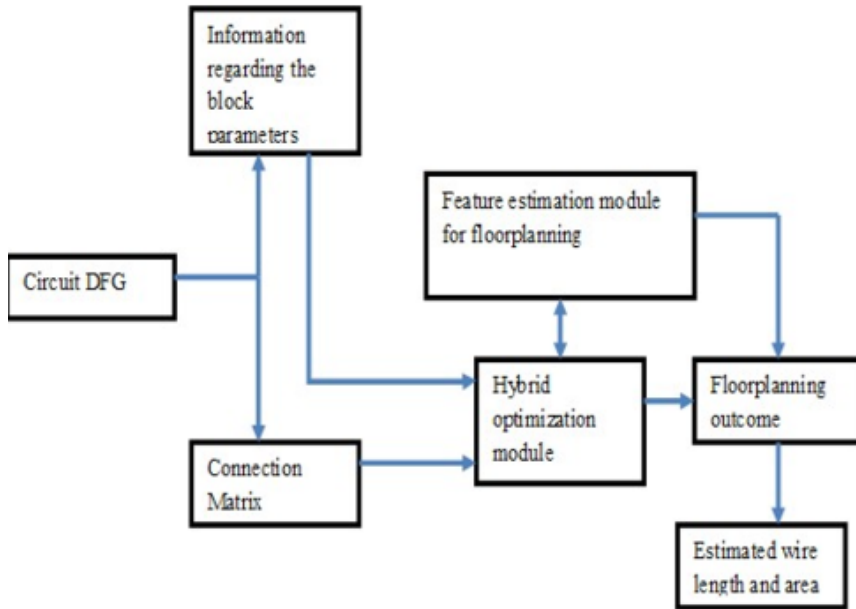 Information
regarding the
block
parameters
Feature estimation module
for floorplanning
Circuit DFG
Hybrid
optimization
module
Floorplanning
outcome
Connection
Matrix
Estimated wire
length and area